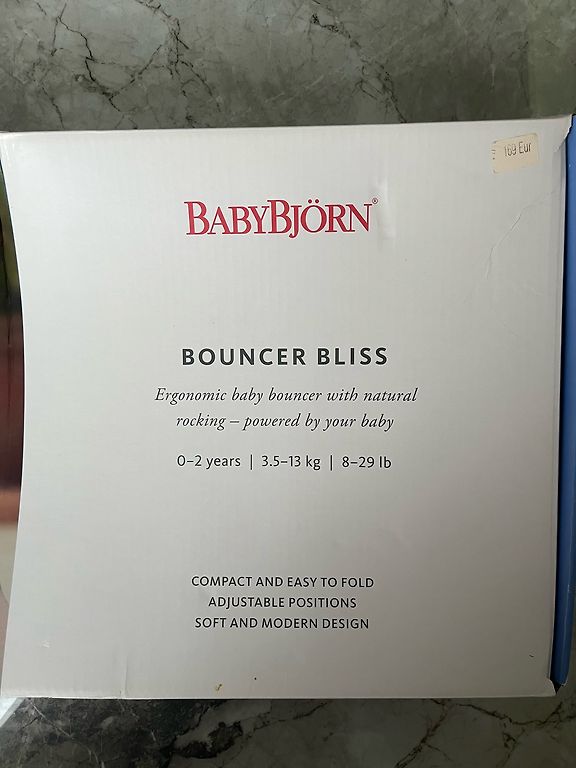 169 Eur
BABYBJÖRN®
BOUNCER BLISS
Ergonomic baby bouncer with natural
rocking – powered by your baby
0–2 years | 3.5–13 kg | 8–29 lb
COMPACT AND EASY TO FOLD
ADJUSTABLE POSITIONS
SOFT AND MODERN DESIGN